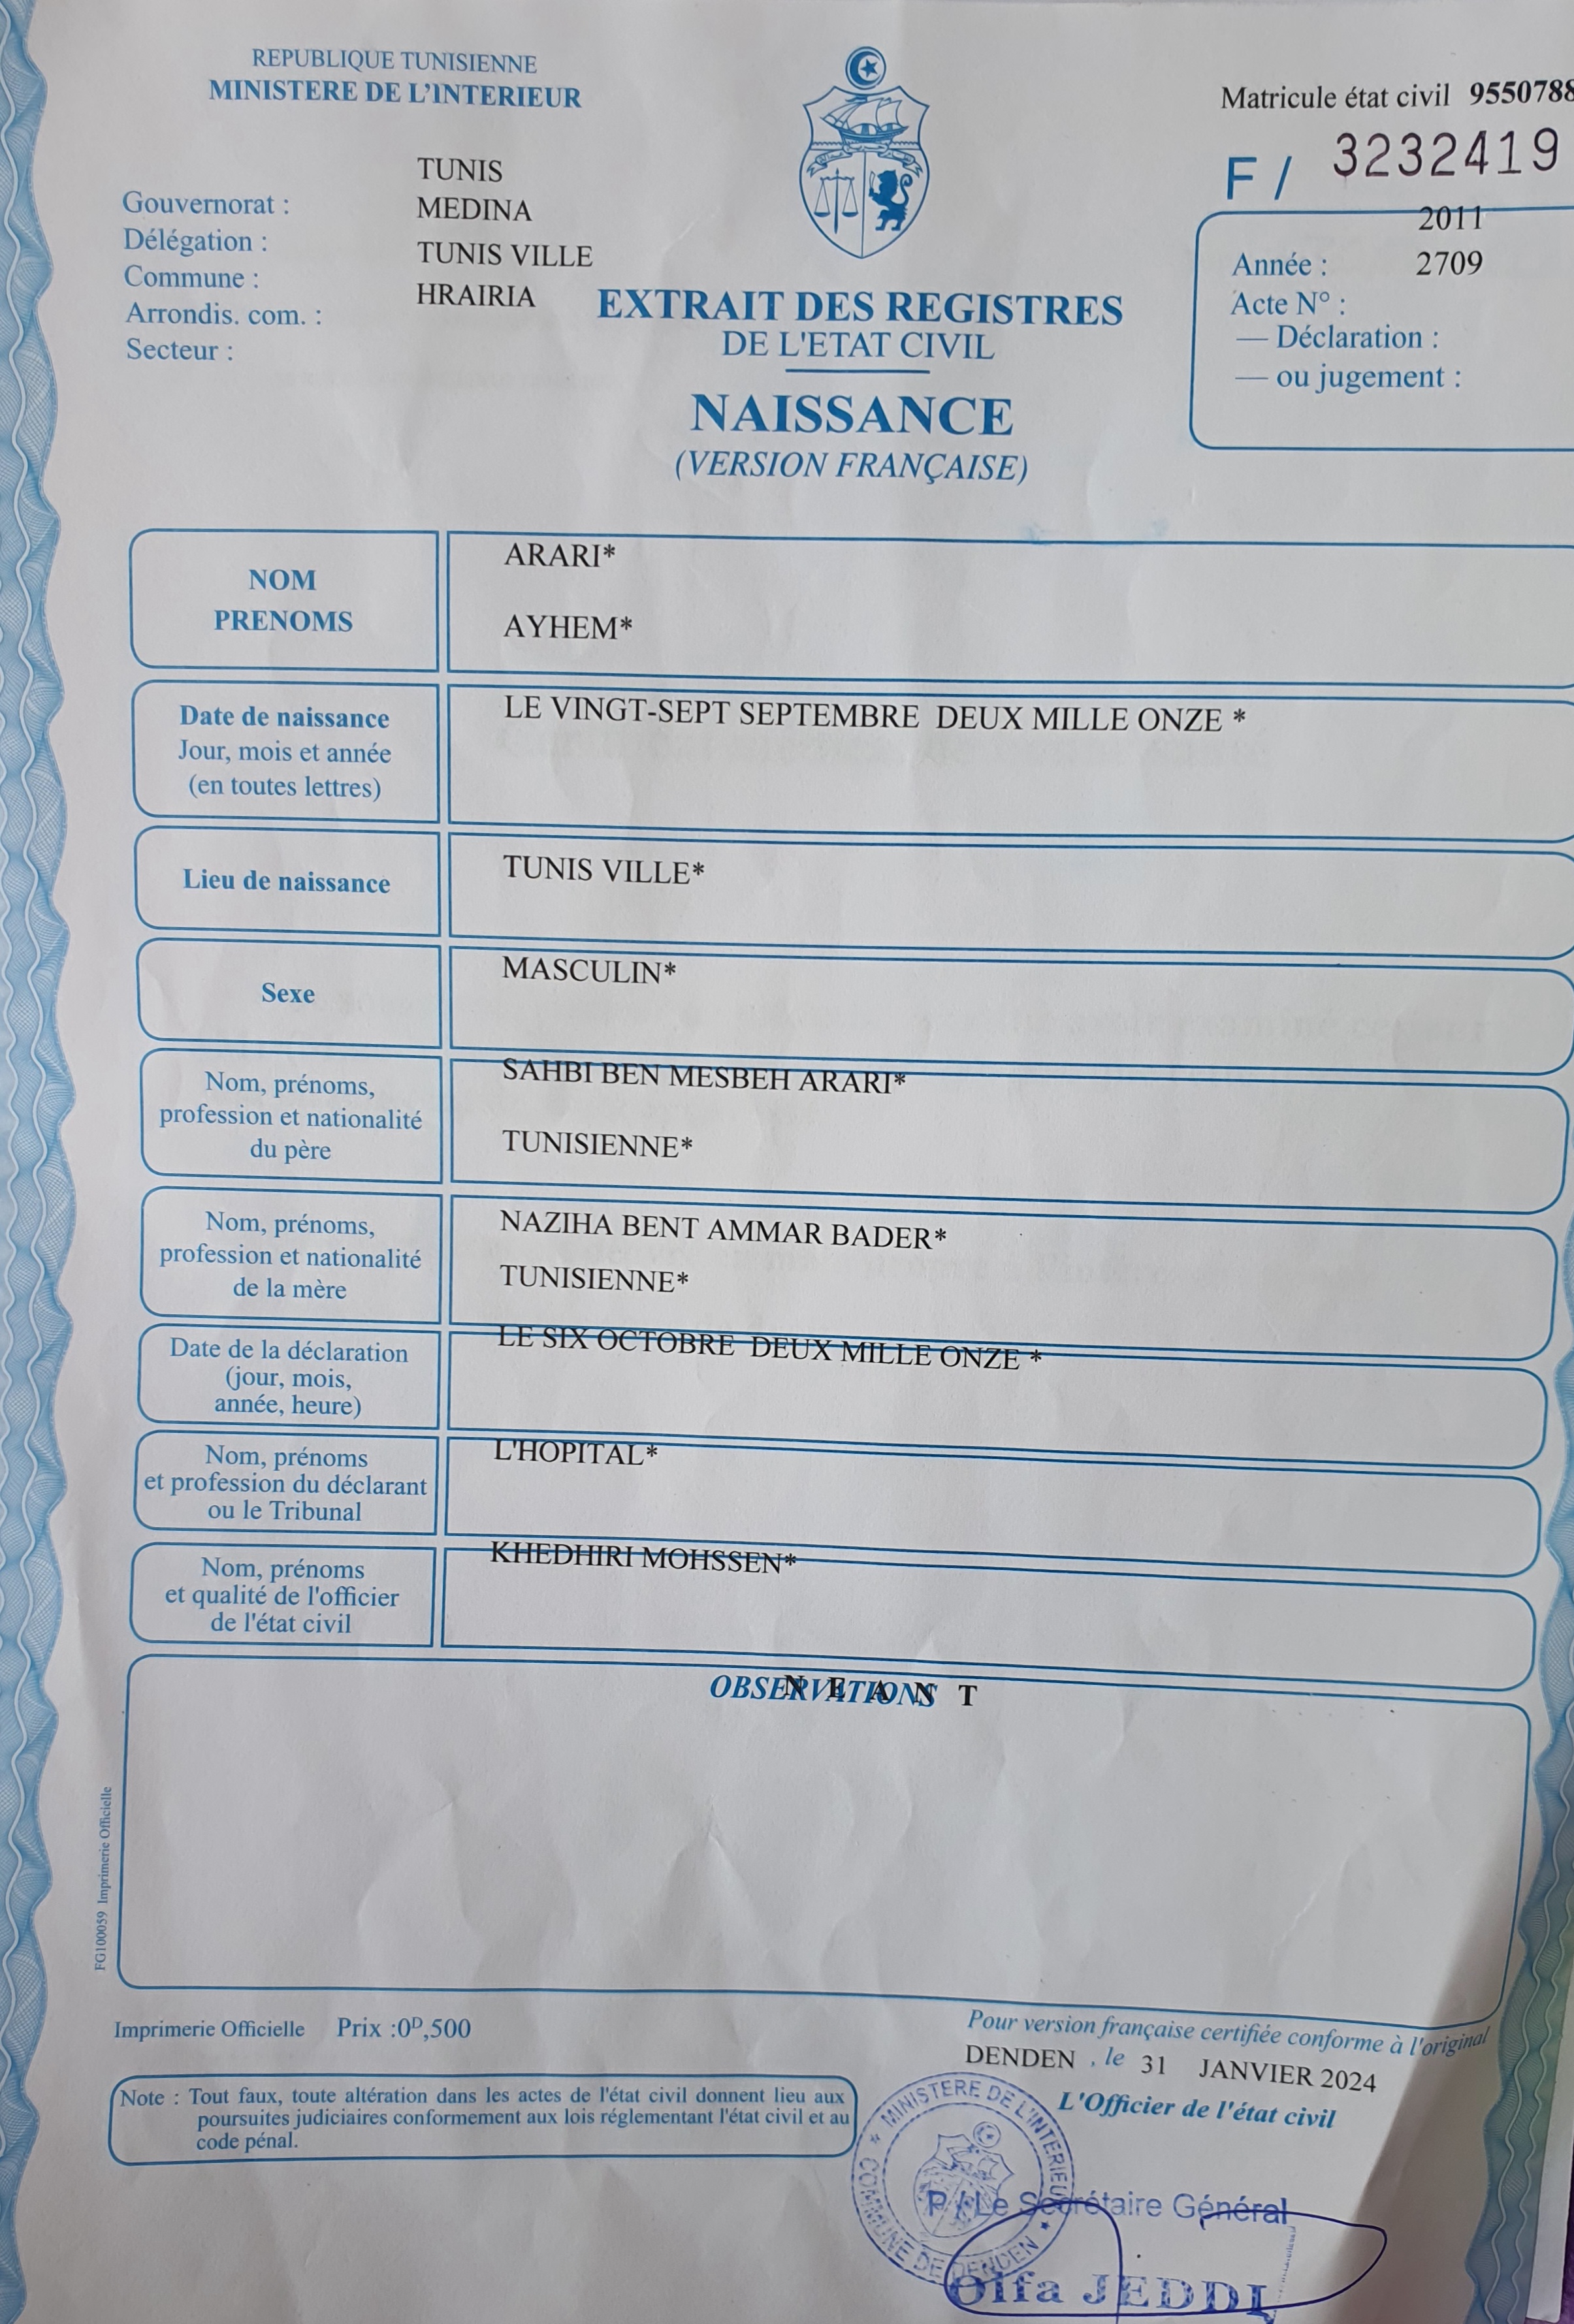 REPUBLIQUE TUNISIENNE
MINISTERE DE L'INTERIEUR
Matricule état civil 9550788
F / 3232419
TUNIS
Gouvernorat : MEDINA
Délégation : TUNIS VILLE
Commune : HRAIRIA
Arrondis. com. :
Secteur :
2011
Année : 2709
Acte N° :
— Déclaration :
— ou jugement :
EXTRAIT DES REGISTRES
DE L'ETAT CIVIL
NAISSANCE
(VERSION FRANÇAISE)
NOM ARARI*
PRENOMS AYHEM*
Date de naissance LE VINGT-SEPT SEPTEMBRE DEUX MILLE ONZE *
Jour, mois et année
(en toutes lettres)
Lieu de naissance TUNIS VILLE*
Sexe MASCULIN*
Nom, prénoms, SAHBI BEN MESBEH ARARI*
profession et nationalité
du père TUNISIENNE*
Nom, prénoms, NAZIHA BENT AMMAR BADER*
profession et nationalité TUNISIENNE*
de la mère
Date de la déclaration LE SIX OCTOBRE DEUX MILLE ONZE *
(jour, mois,
année, heure)
Nom, prénoms L'HOPITAL*
et profession du déclarant
ou le Tribunal
Nom, prénoms KHEDHIRI MOHSSEN*
et qualité de l'officier
de l'état civil
OBSERVATIONS
N E A N T
FG100059 Imprimerie Officielle
Imprimerie Officielle Prix :0D,500
Pour version française certifiée conforme à l'original
DENDEN , le 31 JANVIER 2024
L'Officier de l'état civil
Note : Tout faux, toute altération dans les actes de l'état civil donnent lieu aux
poursuites judiciaires conformement aux lois réglementant l'état civil et au
code pénal.
MINISTERE DE L'INTERIEUR
COMMUNE DE DENDEN
P / Le Secrétaire Général
Olfa JEDDI